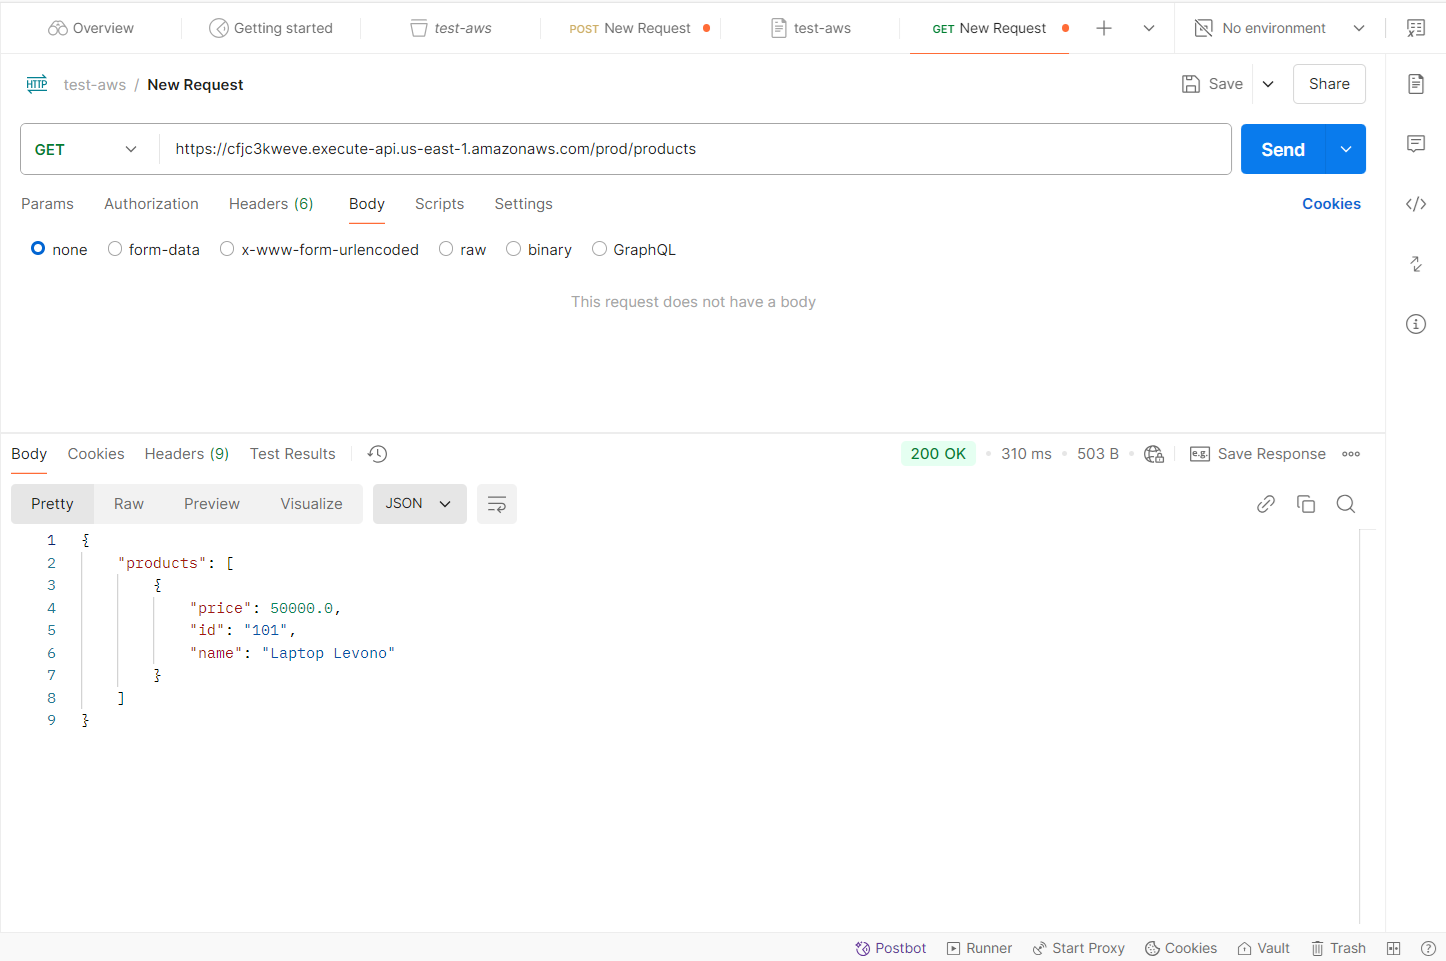 Overview Getting started test-aws POST New Request test-aws GET New Request No environment
HTTP test-aws / New Request Save Share
GET https://cfjc3kweve.execute-api.us-east-1.amazonaws.com/prod/products Send
Params Authorization Headers (6) Body Scripts Settings Cookies
none form-data x-www-form-urlencoded raw binary GraphQL
This request does not have a body
Body Cookies Headers (9) Test Results 200 OK 310 ms 503 B e.g. Save Response
Pretty Raw Preview Visualize JSON
1 {
2 "products": [
3 {
4 "price": 50000.0,
5 "id": "101",
6 "name": "Laptop Levono"
7 }
8 ]
9 }
Postbot Runner Start Proxy Cookies Vault Trash